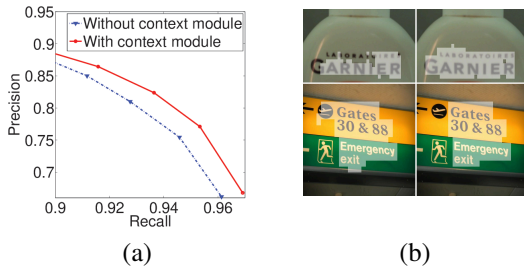 0.95
0.9
0.85
0.8
0.75
0.7
Precision
0.9
0.92
0.94
0.96
Recall
Without context module
With context module
(a)
LABORATOIRES
GARNIER
LABORATOIRES
GARNIER
Gates
30 & 88
Emergency
exit
Gates
30 & 88
Emergency
exit
(b)